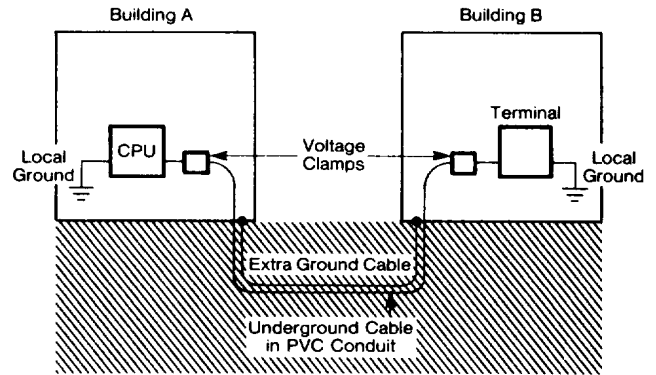 Building A
Building B
Terminal
CPU
Voltage
Clamps
Local
Ground
Local
Ground
Extra Ground Cable
Underground Cable
in PVC Conduit